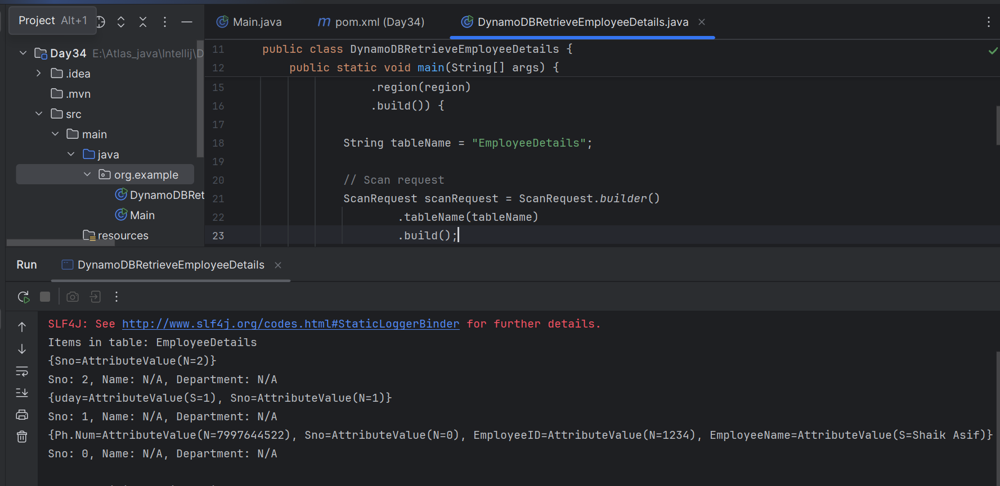 Project Alt+1
Main.java
m pom.xml (Day34)
DynamoDBRetrieveEmployeeDetails.java
Day34 E:\Atlas_java\Intellij\D
.idea
.mvn
src
main
java
org.example
DynamoDBRet
Main
resources
11 public class DynamoDBRetrieveEmployeeDetails {
12 public static void main(String[] args) {
15 .region(region)
16 .build()) {
17
18 String tableName = "EmployeeDetails";
19
20 // Scan request
21 ScanRequest scanRequest = ScanRequest.builder()
22 .tableName(tableName)
23 .build();
Run DynamoDBRetrieveEmployeeDetails
SLF4J: See http://www.slf4j.org/codes.html#StaticLoggerBinder for further details.
Items in table: EmployeeDetails
{Sno=AttributeValue(N=2)}
Sno: 2, Name: N/A, Department: N/A
{uday=AttributeValue(S=1), Sno=AttributeValue(N=1)}
Sno: 1, Name: N/A, Department: N/A
{Ph.Num=AttributeValue(N=7997644522), Sno=AttributeValue(N=0), EmployeeID=AttributeValue(N=1234), EmployeeName=AttributeValue(S=Shaik Asif)}
Sno: 0, Name: N/A, Department: N/A